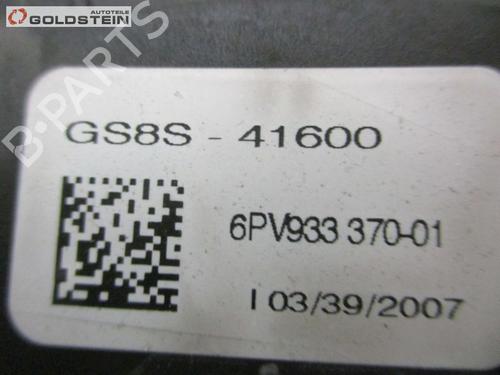 AUTOTEILE
GOLDSTEIN
B-PARTS
GS8S - 41600
6PV933 370-01
I 03/39/2007